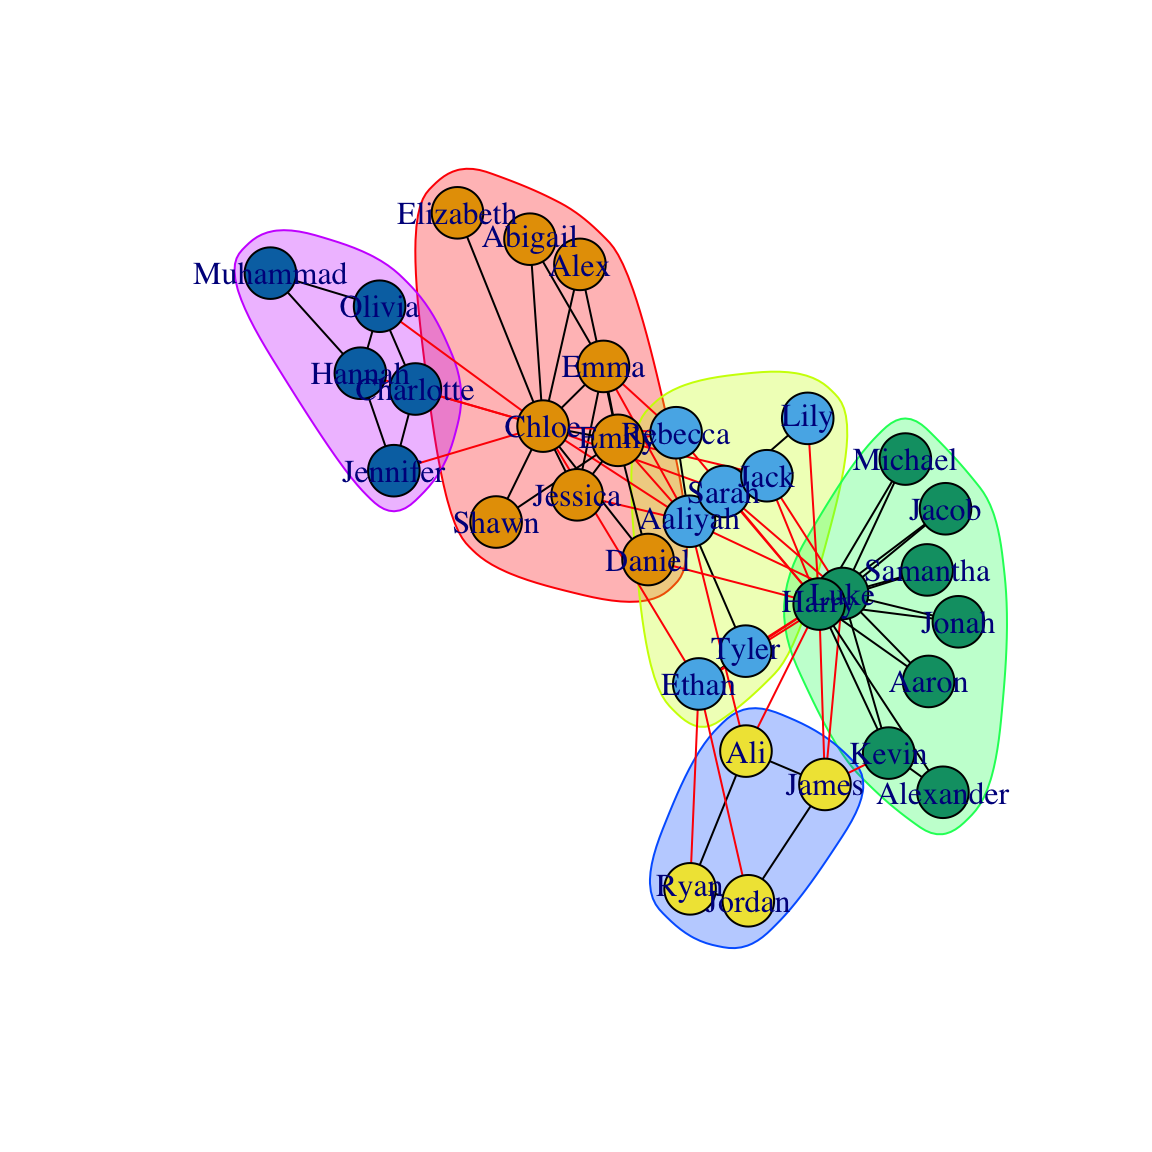 Elizabeth
Abigail
Alex
Muhammad
Olivia
Emma
Hannah
Charlotte
Chloe
Emily
Rebecca
Lily
Michael
Jennifer
Jessica
Sarah
Jack
Shawn
Aaliyah
Jacob
Daniel
Samantha
Harry
Luke
Jonah
Tyler
Ethan
Aaron
Ali
Kevin
James
Alexander
Ryan
Jordan